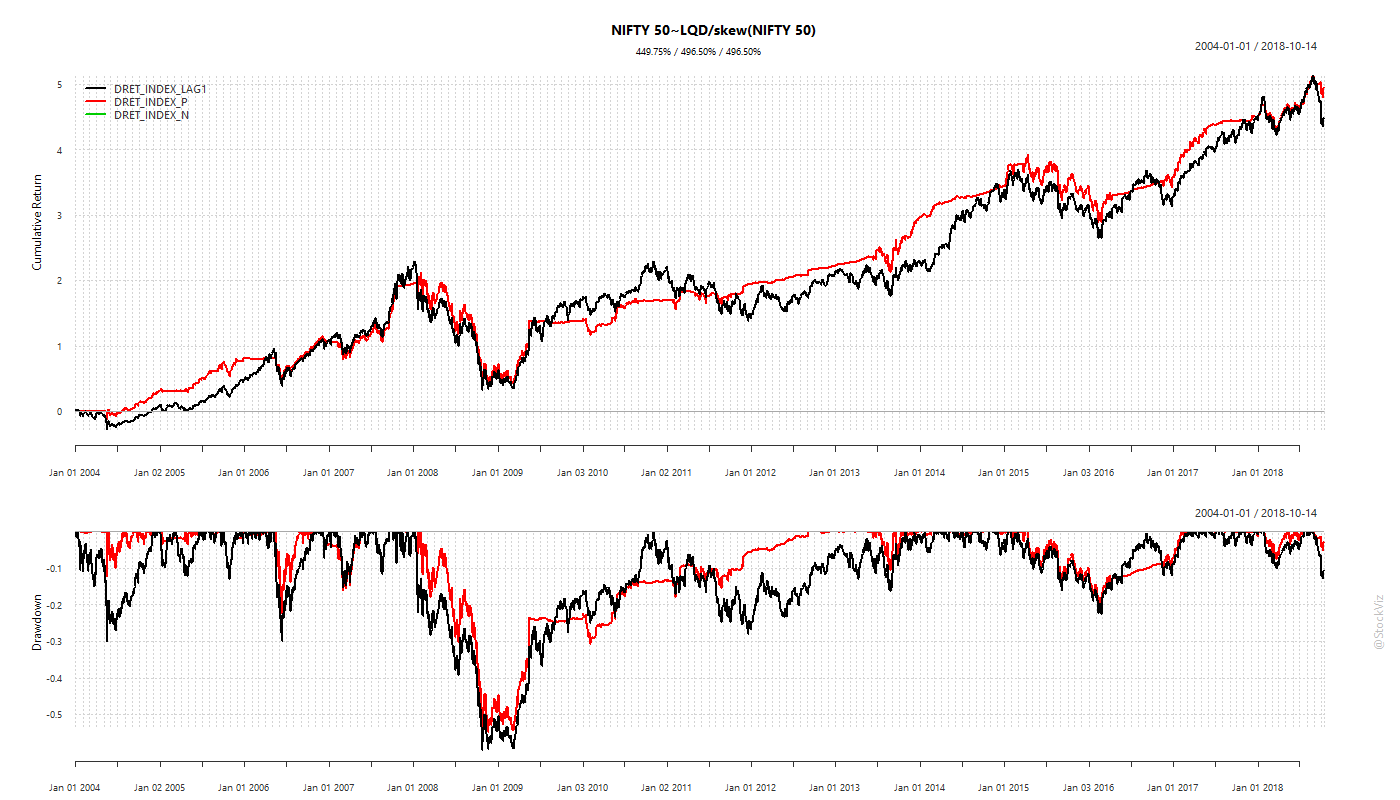 NIFTY 50~LQD/skew(NIFTY 50)
449.75% / 496.50% / 496.50%
2004-01-01 / 2018-10-14
DRET_INDEX_LAG1
DRET_INDEX_P
DRET_INDEX_N
Cumulative Return
5
4
3
2
1
0
Jan 01 2004 Jan 02 2005 Jan 01 2006 Jan 01 2007 Jan 01 2008 Jan 01 2009 Jan 03 2010 Jan 02 2011 Jan 01 2012 Jan 01 2013 Jan 01 2014 Jan 01 2015 Jan 03 2016 Jan 01 2017 Jan 01 2018
2004-01-01 / 2018-10-14
Drawdown
-0.1
-0.2
-0.3
-0.4
-0.5
Jan 01 2004 Jan 02 2005 Jan 01 2006 Jan 01 2007 Jan 01 2008 Jan 01 2009 Jan 03 2010 Jan 02 2011 Jan 01 2012 Jan 01 2013 Jan 01 2014 Jan 01 2015 Jan 03 2016 Jan 01 2017 Jan 01 2018
@StockViz